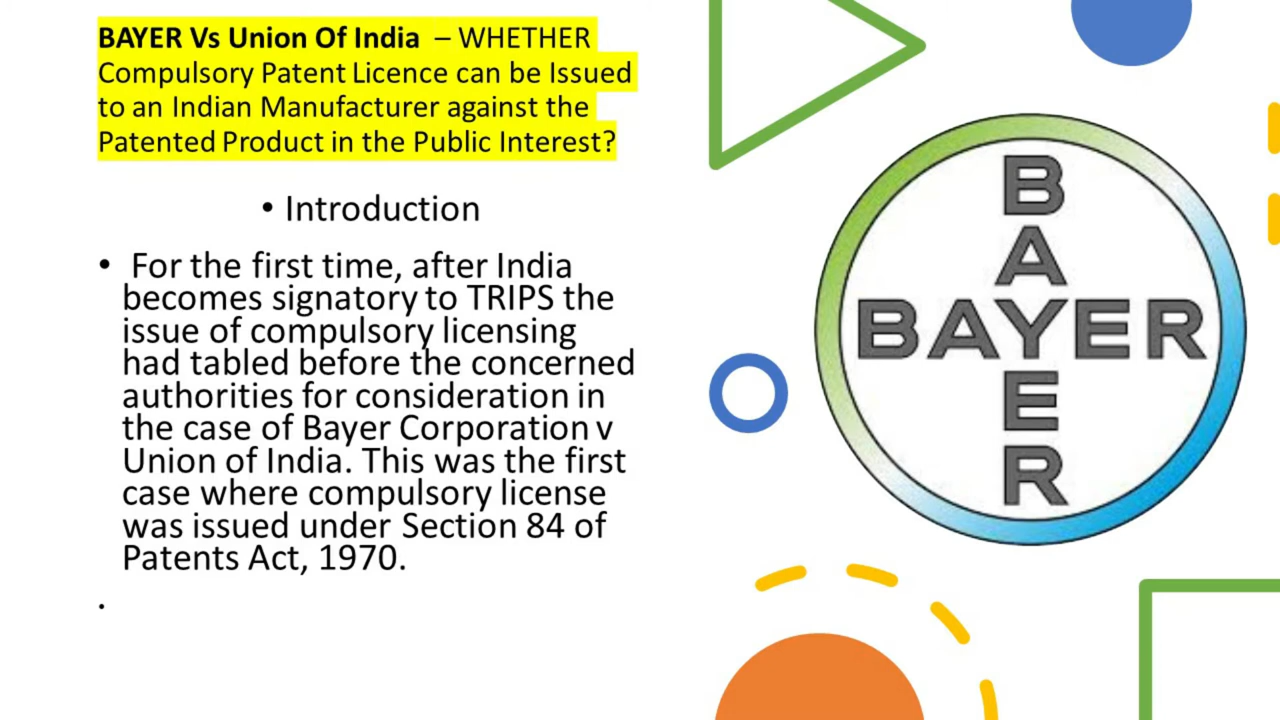 BAYER Vs Union Of India – WHETHER
Compulsory Patent Licence can be Issued
to an Indian Manufacturer against the
Patented Product in the Public Interest?
• Introduction
• For the first time, after India
becomes signatory to TRIPS the
issue of compulsory licensing
had tabled before the concerned
authorities for consideration in
the case of Bayer Corporation v
Union of India. This was the first
case where compulsory license
was issued under Section 84 of
Patents Act, 1970.
•
BAYER
BAYER